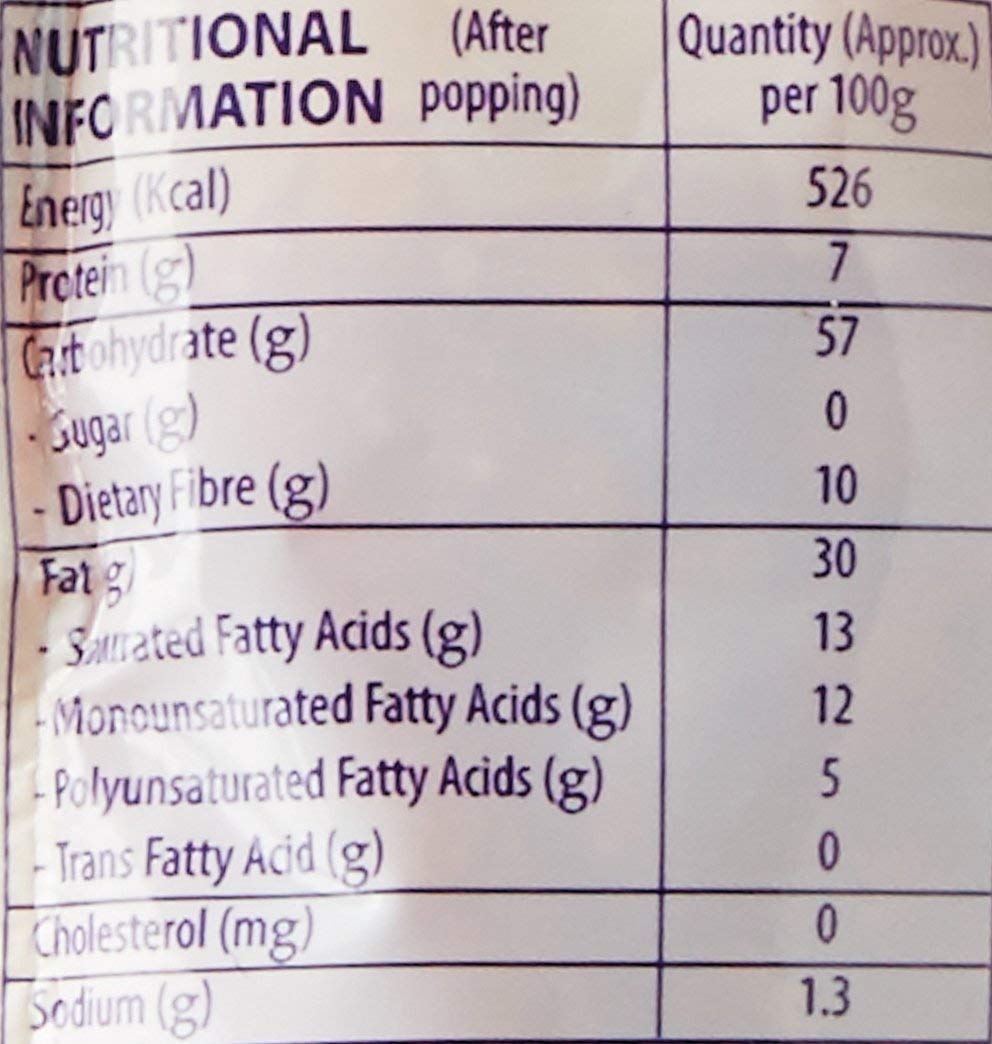 NUTRITIONAL (After Quantity (Approx.)
INFORMATION popping) per 100g
Energy (Kcal) 526
Protein (g) 7
Carbohydrate (g) 57
- Sugar (g) 0
- Dietary Fibre (g) 10
Fat g) 30
- Saturated Fatty Acids (g) 13
- Monounsaturated Fatty Acids (g) 12
- Polyunsaturated Fatty Acids (g) 5
- Trans Fatty Acid (g) 0
Cholesterol (mg) 0
Sodium (g) 1.3